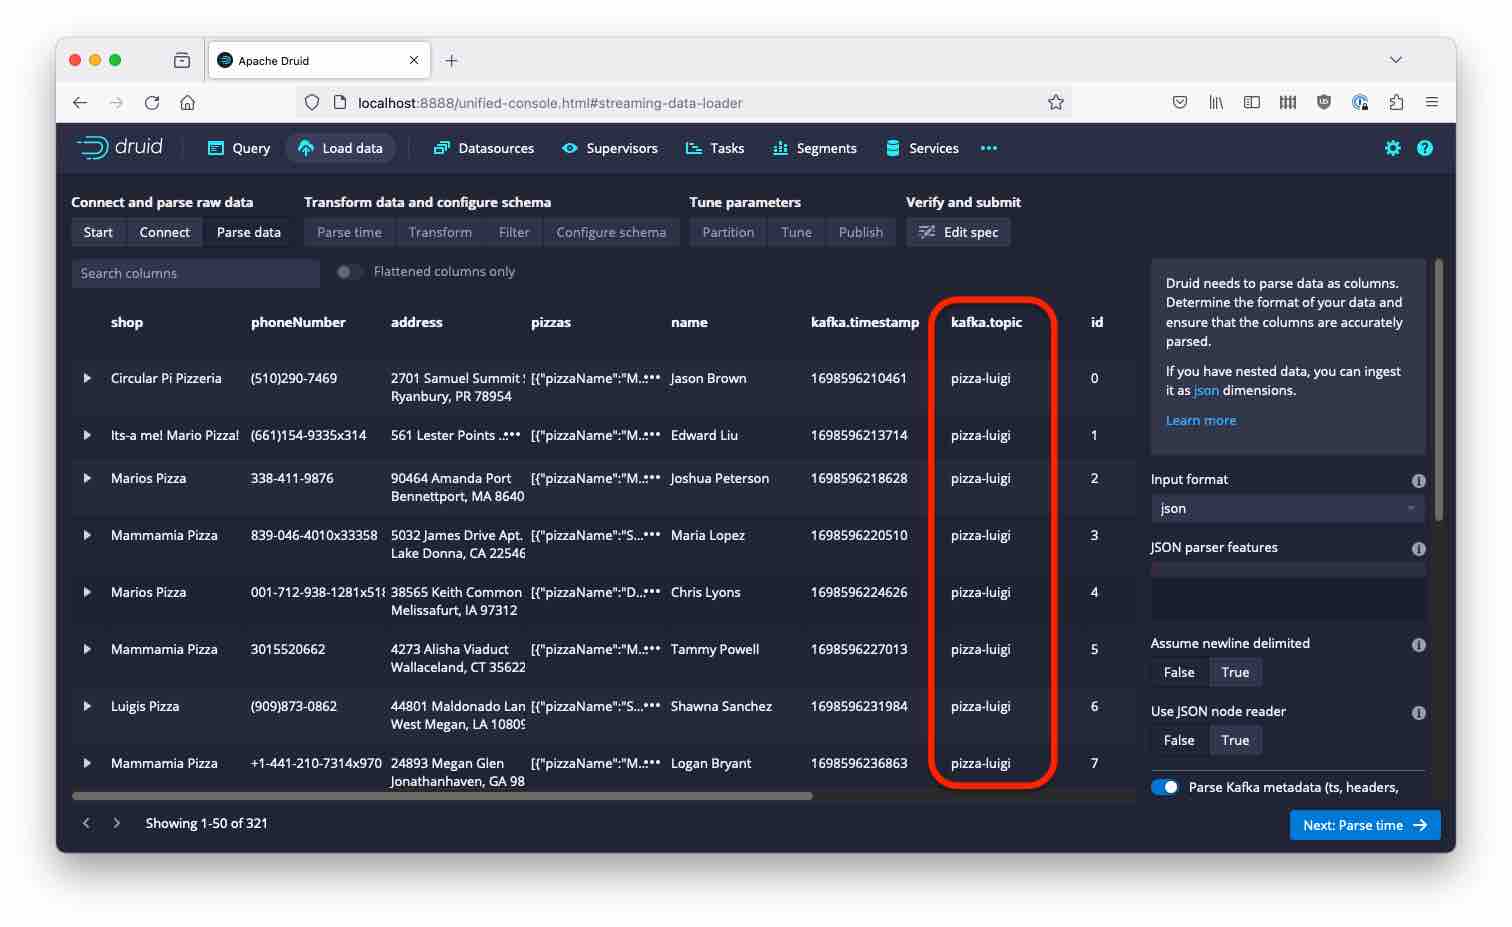 Apache Druid
localhost:8888/unified-console.html#streaming-data-loader
druid Query Load data Datasources Supervisors Tasks Segments Services
Connect and parse raw data Transform data and configure schema Tune parameters Verify and submit
Start Connect Parse data Parse time Transform Filter Configure schema Partition Tune Publish Edit spec
Search columns Flattened columns only
shop phoneNumber address pizzas name kafka.timestamp kafka.topic id
Circular Pi Pizzeria (510)290-7469 2701 Samuel Summit [{"pizzaName":"M...••• Jason Brown 1698596210461 pizza-luigi 0
Ryanbury, PR 78954
Its-a me! Mario Pizza! (661)154-9335x314 561 Lester Points ...••• [{"pizzaName":"M...••• Edward Liu 1698596213714 pizza-luigi 1
Marios Pizza 338-411-9876 90464 Amanda Port [{"pizzaName":"M...••• Joshua Peterson 1698596218628 pizza-luigi 2
Bennettport, MA 8640
Mammamia Pizza 839-046-4010x33358 5032 James Drive Apt. [{"pizzaName":"S...••• Maria Lopez 1698596220510 pizza-luigi 3
Lake Donna, CA 22546
Marios Pizza 001-712-938-1281x518 38565 Keith Common [{"pizzaName":"D...••• Chris Lyons 1698596224626 pizza-luigi 4
Melissafurt, IA 97312
Mammamia Pizza 3015520662 4273 Alisha Viaduct [{"pizzaName":"M...••• Tammy Powell 1698596227013 pizza-luigi 5
Wallaceland, CT 35622
Luigis Pizza (909)873-0862 44801 Maldonado Lan [{"pizzaName":"S...••• Shawna Sanchez 1698596231984 pizza-luigi 6
West Megan, LA 10809
Mammamia Pizza +1-441-210-7314x970 24893 Megan Glen [{"pizzaName":"M...••• Logan Bryant 1698596236863 pizza-luigi 7
Jonathanhaven, GA 98
Showing 1-50 of 321
Druid needs to parse data as columns.
Determine the format of your data and
ensure that the columns are accurately
parsed.
If you have nested data, you can ingest
it as json dimensions.
Learn more
Input format
json
JSON parser features
Assume newline delimited
False True
Use JSON node reader
False True
Parse Kafka metadata (ts, headers,
Next: Parse time